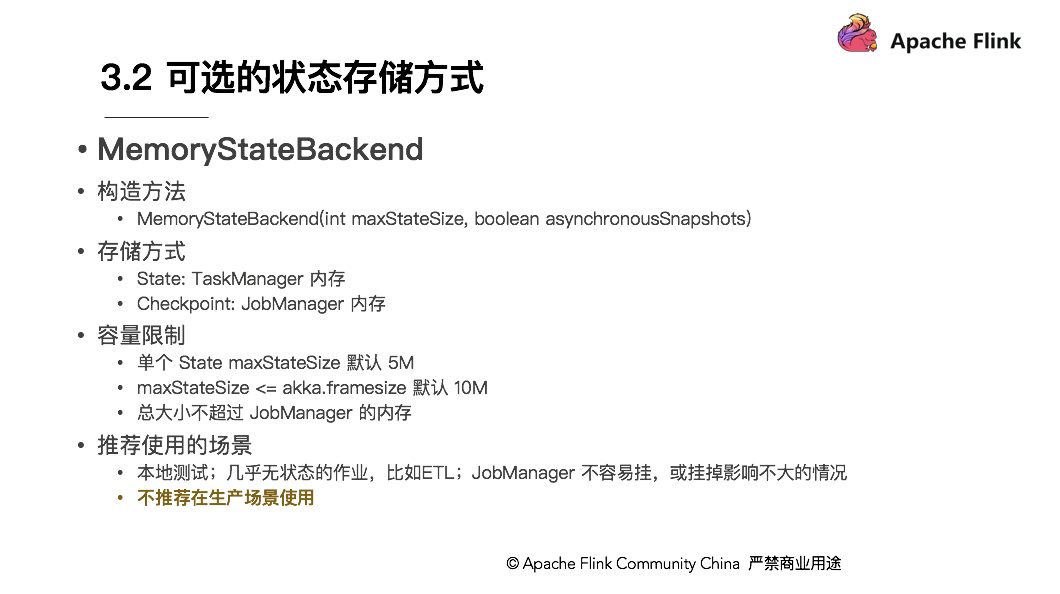 Apache Flink
3.2 可选的状态存储方式
• MemoryStateBackend
• 构造方法
• MemoryStateBackend(int maxStateSize, boolean asynchronousSnapshots)
• 存储方式
• State: TaskManager 内存
• Checkpoint: JobManager 内存
• 容量限制
• 单个 State maxStateSize 默认 5M
• maxStateSize <= akka.framesize 默认 10M
• 总大小不超过 JobManager 的内存
• 推荐使用的场景
• 本地测试；几乎无状态的作业，比如ETL；JobManager 不容易挂，或挂掉影响不大的情况
• 不推荐在生产场景使用
© Apache Flink Community China 严禁商业用途